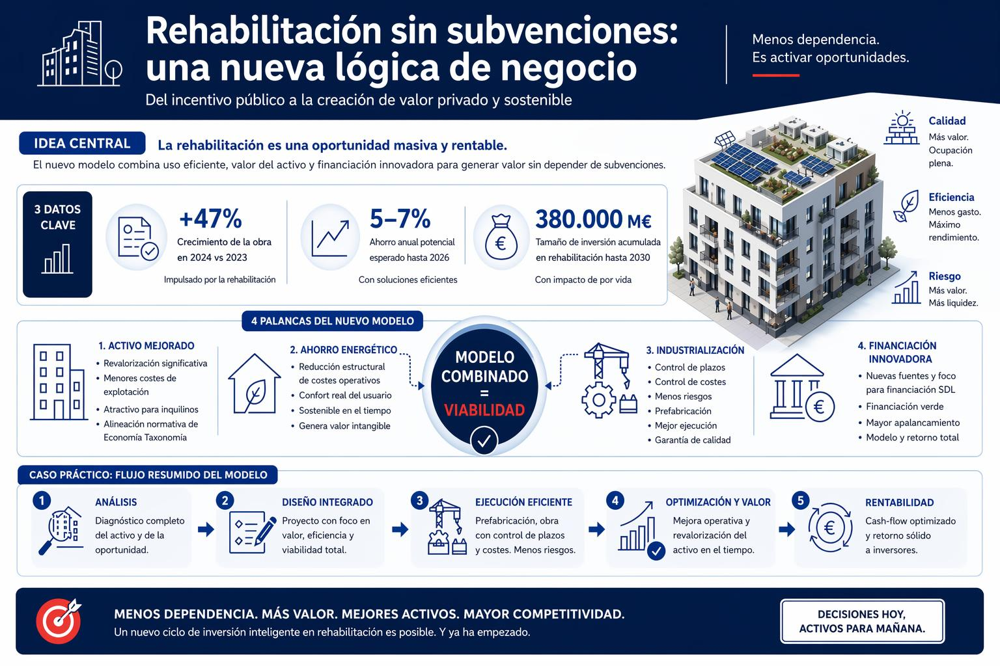 Rehabilitación sin subvenciones:
una nueva lógica de negocio
Del incentivo público a la creación de valor privado y sostenible
Menos dependencia.
Es activar oportunidades.
IDEA CENTRAL
La rehabilitación es una oportunidad masiva y rentable.
El nuevo modelo combina uso eficiente, valor del activo y financiación innovadora para generar valor sin depender de subvenciones.
Calidad
Más valor.
Ocupación
plena.
Eficiencia
Menos gasto.
Máximo
rendimiento.
Riesgo
Más valor.
Más liquidez.
3 DATOS
CLAVE
+47%
Crecimiento de la obra
en 2024 vs 2023
Impulsado por la rehabilitación
5–7%
Ahorro anual potencial
esperado hasta 2026
Con soluciones eficientes
€
380.000 M€
Tamaño de inversión acumulada
en rehabilitación hasta 2030
Con impacto de por vida
4 PALANCAS DEL NUEVO MODELO
1. ACTIVO MEJORADO
• Revalorización significativa
• Menores costes de
explotación
• Atractivo para inquilinos
• Alineación normativa de
Economía Taxonomía
2. AHORRO ENERGÉTICO
• Reducción estructural
de costes operativos
• Confort real del usuario
• Sostenible en el tiempo
• Genera valor intangible
MODELO
COMBINADO
=
VIABILIDAD
3. INDUSTRIALIZACIÓN
• Control de plazos
• Control de costes
• Menos riesgos
• Prefabricación
• Mejor ejecución
• Garantía de calidad
€
4. FINANCIACIÓN
INNOVADORA
• Nuevas fuentes y foco
para financiación SDL
• Financiación verde
• Mayor apalancamiento
• Modelo y retorno total
CASO PRÁCTICO: FLUJO RESUMIDO DEL MODELO
1
ANÁLISIS
Diagnóstico completo
del activo y de la
oportunidad.
2
DISEÑO INTEGRADO
Proyecto con foco en
valor, eficiencia y
viabilidad total.
3
EJECUCIÓN EFICIENTE
Prefabricación, obra
con control de plazos
y costes. Menos riesgos.
4
OPTIMIZACIÓN Y VALOR
Mejora operativa y
revalorización del
activo en el tiempo.
5
€
RENTABILIDAD
Cash-flow optimizado
y retorno sólido
a inversores.
MENOS DEPENDENCIA. MÁS VALOR. MEJORES ACTIVOS. MAYOR COMPETITIVIDAD.
Un nuevo ciclo de inversión inteligente en rehabilitación es posible. Y ya ha empezado.
DECISIONES HOY,
ACTIVOS PARA MAÑANA.